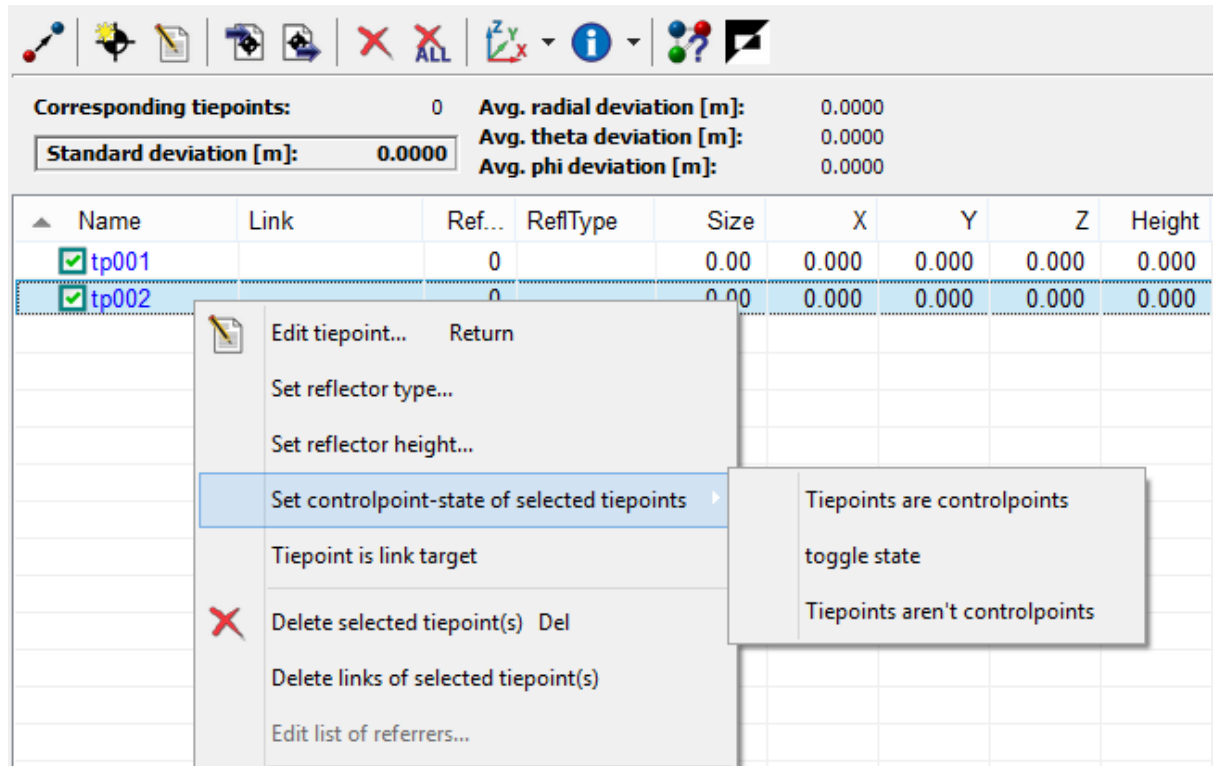 ALL
Z Y X
Corresponding tiepoints: 0 Avg. radial deviation [m]: 0.0000
Avg. theta deviation [m]: 0.0000
Standard deviation [m]: 0.0000
Avg. phi deviation [m]: 0.0000
Name Link Ref... ReflType Size X Y Z Height
tp001 0 0.00 0.000 0.000 0.000 0.000
tp002 0 0.00 0.000 0.000 0.000 0.000
Edit tiepoint... Return
Set reflector type...
Set reflector height...
Set controlpoint-state of selected tiepoints
Tiepoints are controlpoints
toggle state
Tiepoints aren't controlpoints
Tiepoint is link target
Delete selected tiepoint(s) Del
Delete links of selected tiepoint(s)
Edit list of referrers...